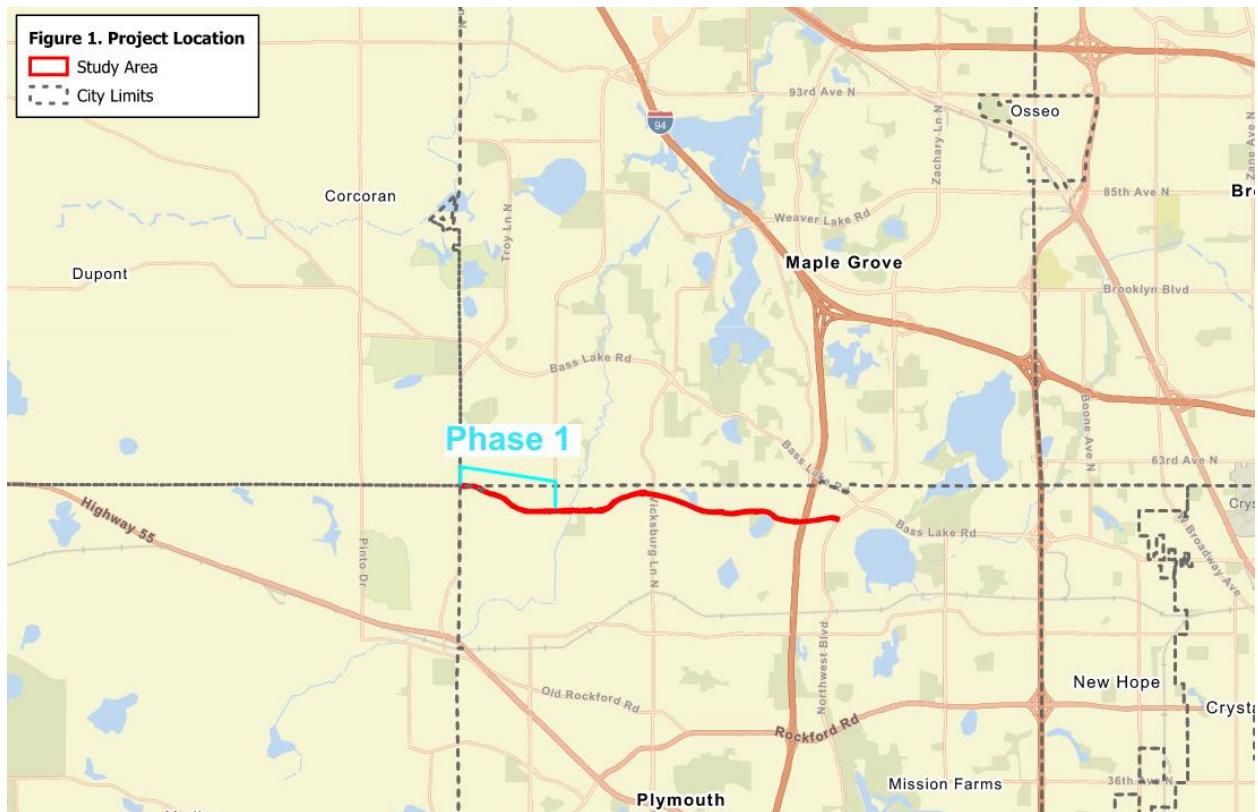 Figure 1. Project Location
Study Area
City Limits
94
93rd Ave N
Osseo
Zachary Ln N
Zane Ave N
Corcoran
85th Ave N
Troy Ln N
Weaver Lake Rd
Dupont
Maple Grove
Brooklyn Blvd
Bass Lake Rd
Boone Ave N
Phase 1
Bass Lake Rd
63rd Ave N
Highway 55
Vicksburg Ln N
Bass Lake Rd
W Broadway Ave
Pinto Dr
Northwest Blvd
New Hope
Old Rockford Rd
Rockford Rd
Mission Farms
36th Ave N
Plymouth